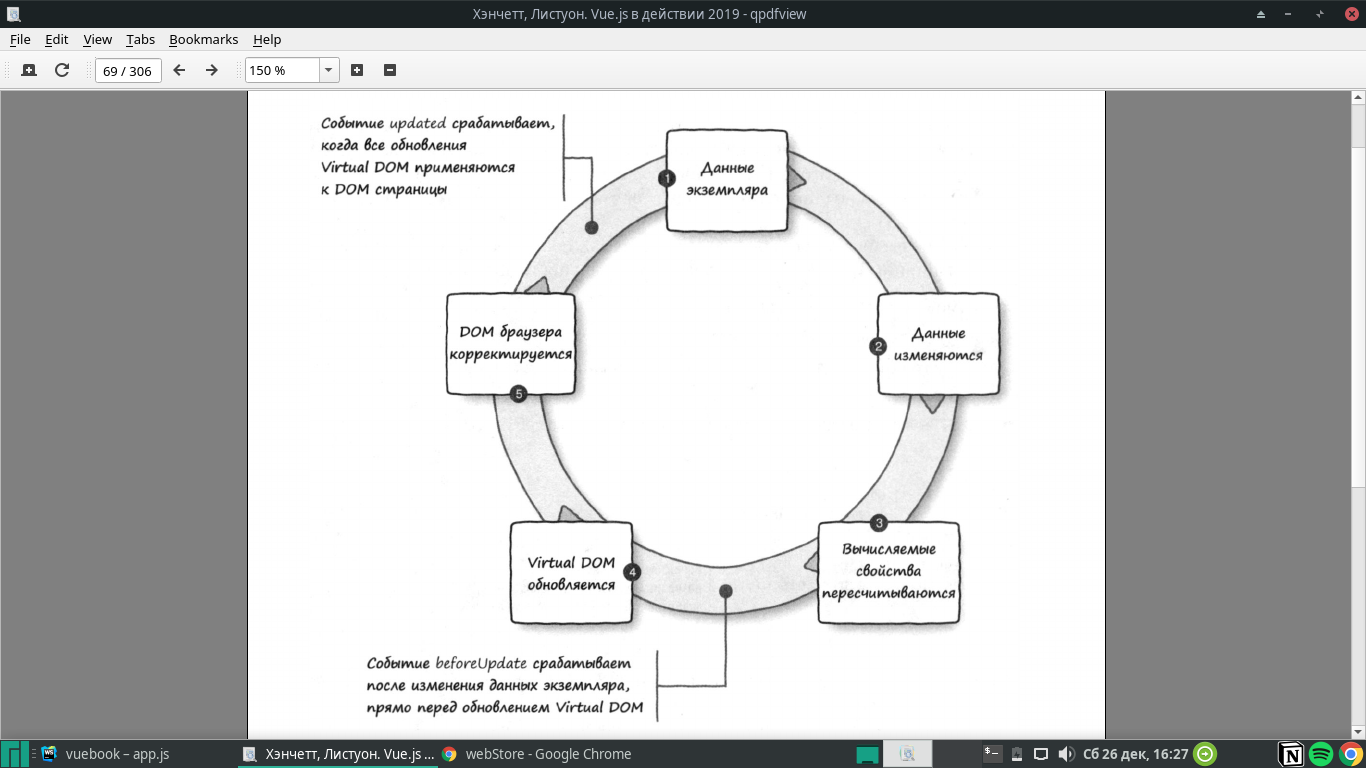 Хэнчетт, Листуон. Vue.js в действии 2019 - qpdfview
File Edit View Tabs Bookmarks Help
69 / 306
150 %
Событие updated срабатывает,
когда все обновления
Virtual DOM применяются
к DOM страницы
1
Данные
экземпляра
DOM браузера
корректируется
5
2
Данные
изменяются
3
Вычисляемые
свойства
пересчитываются
Virtual DOM
обновляется
4
Событие beforeUpdate срабатывает
после изменения данных экземпляра,
прямо перед обновлением Virtual DOM
WS vuebook – app.js Хэнчетт, Листуон. Vue.js ... webStore - Google Chrome Сб 26 дек, 16:27 N